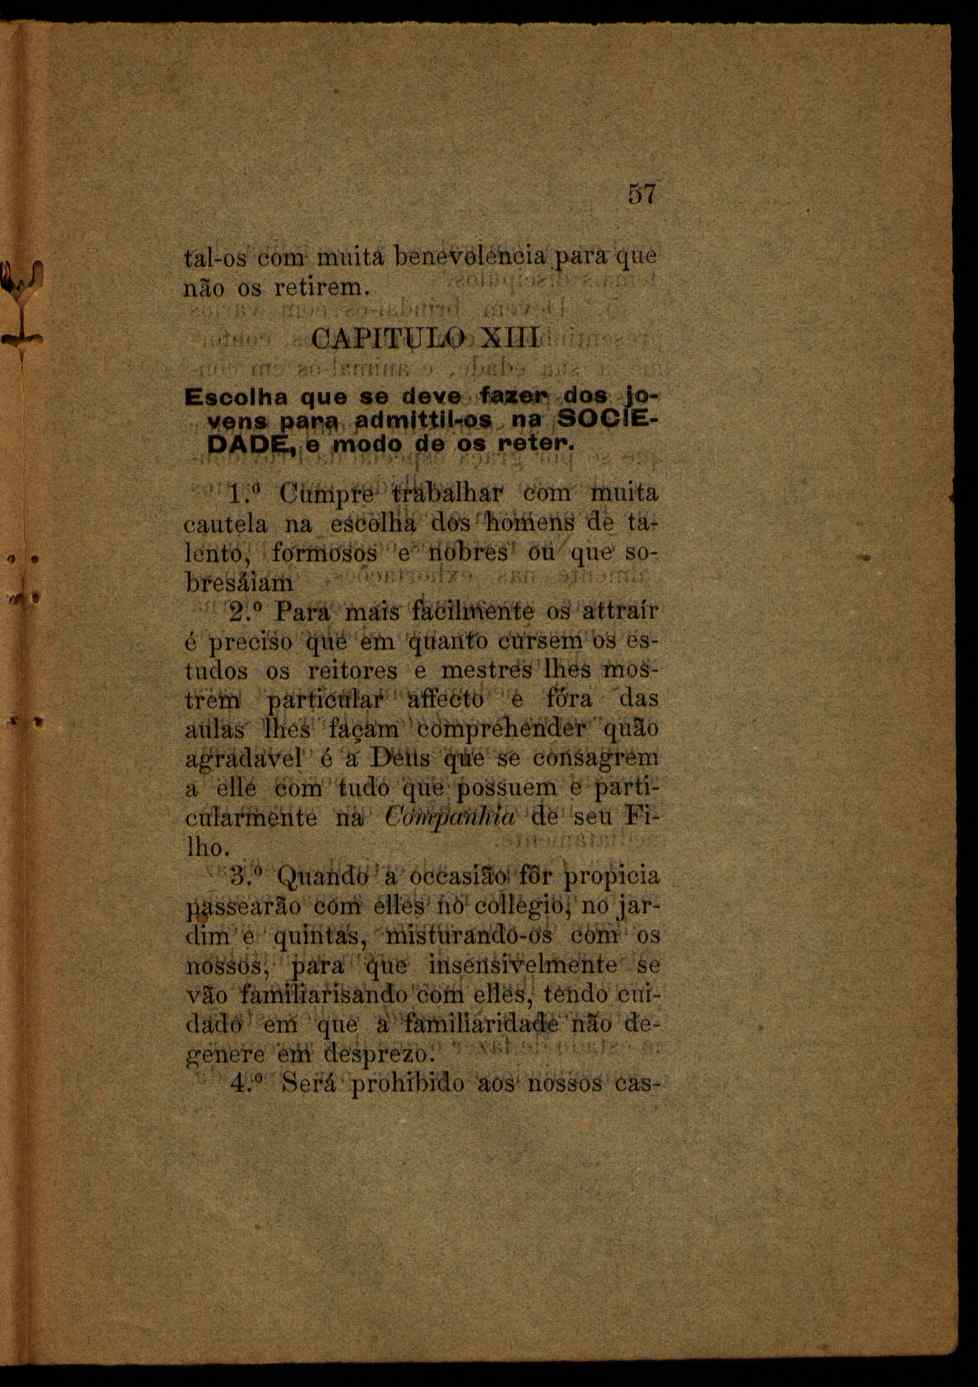 57
tal-os com muita benevolencia para que
não os retirem.
CAPITULO XIII
Escolha que se deve fazer dos jo-
vens para admittil-os na SOCIE-
DADE, e modo de os reter.
1.º Cumpre trabalhar com muita
cautela na escolha dos homens de ta-
lento, formosos e nobres ou que so-
bresáiam
2.º Para mais facilmente os attraír
é preciso que em quanto cursem os es-
tudos os reitores e mestres lhes mos-
trem particular affecto e fóra das
aulas lhes façam comprehender quão
agradavel é a Deus que se consagrem
a elle com tudo que possuem e parti-
cularmente na Companhia de seu Fi-
lho.
3.º Quando a occasião fôr propicia
passearão com elles no collegio, no jar-
dim e quintas, misturando-os com os
nossos, para que insensivelmente se
vão familiarisando com elles, tendo cui-
dado em que a familiaridade não de-
genere em desprezo.
4.º Será prohibido aos nossos cas-